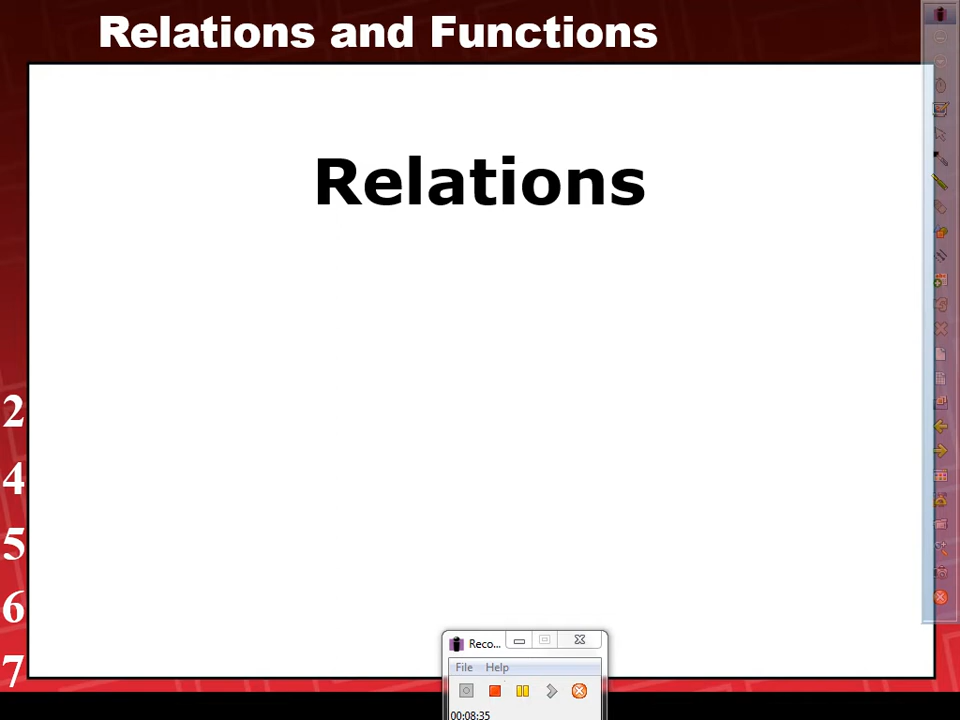 Relations and Functions
Relations
2
4
5
6
7
Reco...
File Help
00:08:35